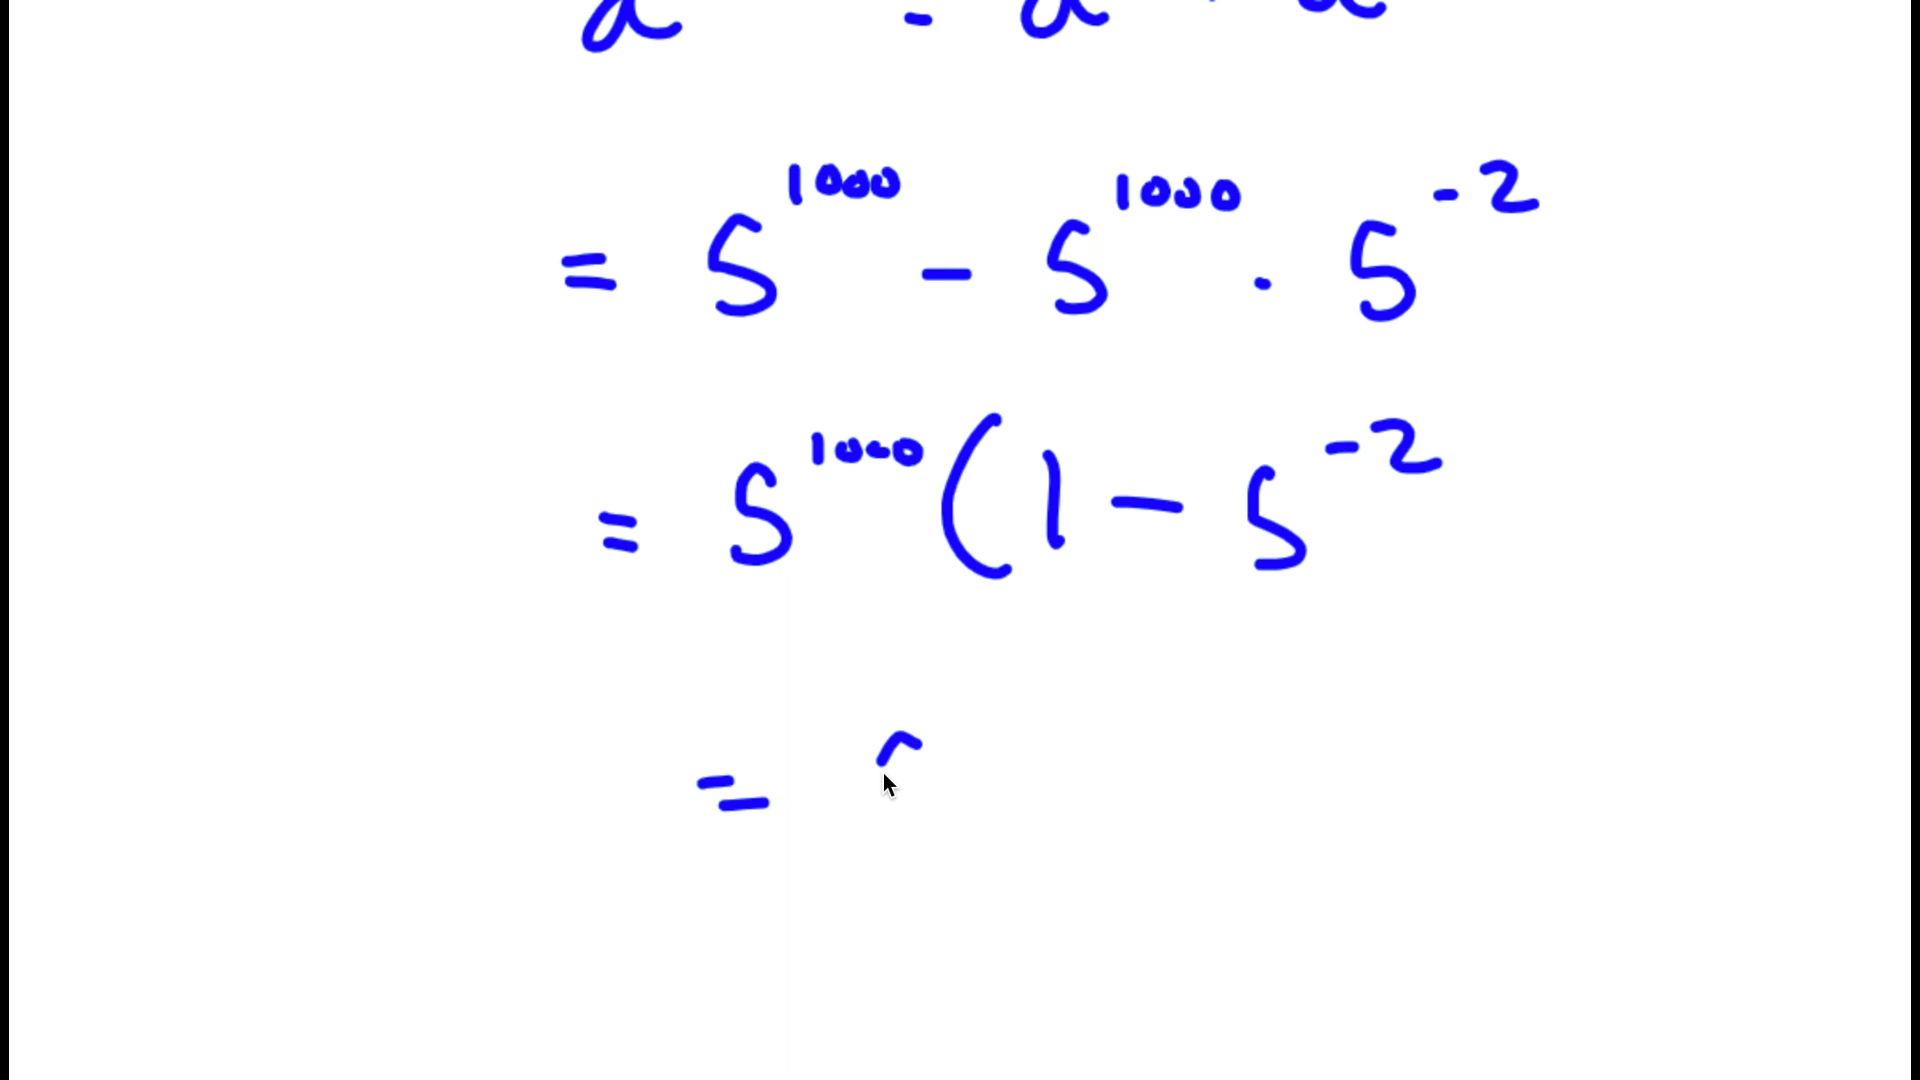 = 5^1000 - 5^1000 . 5^-2
= 5^1000 (1 - 5^-2
=